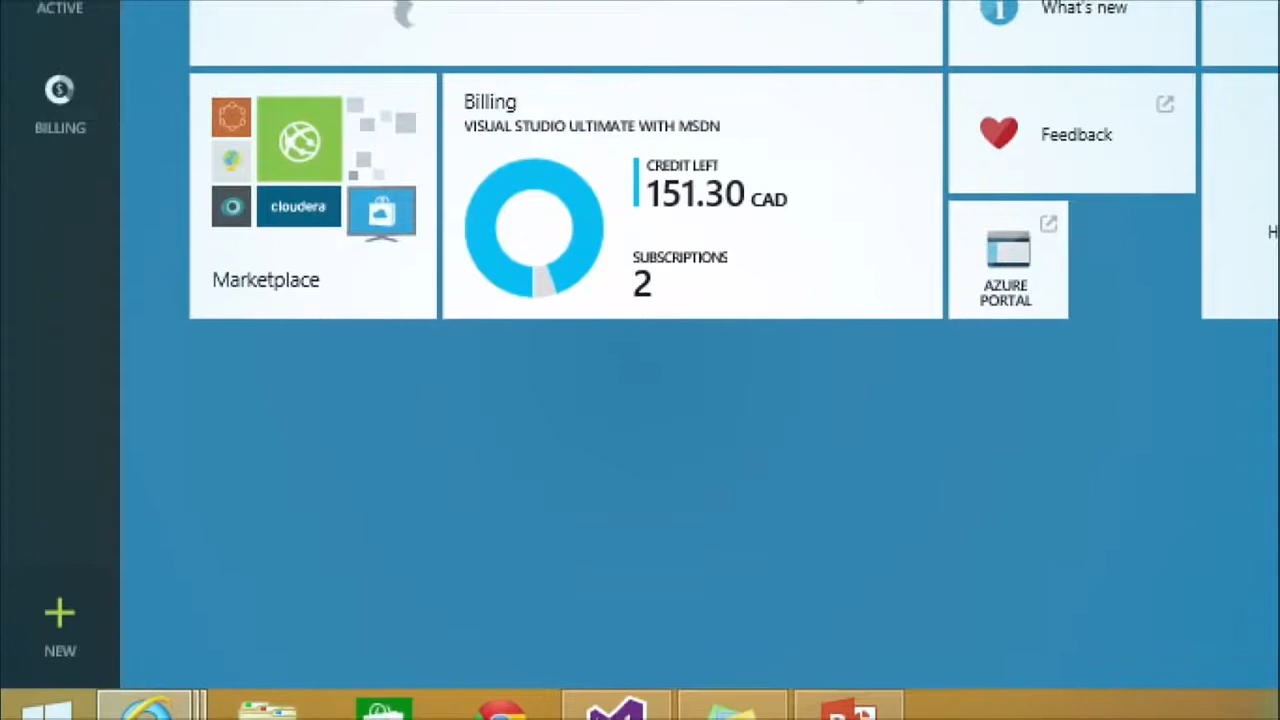 ACTIVE
BILLING
What's new
cloudera
Marketplace
Billing
VISUAL STUDIO ULTIMATE WITH MSDN
CREDIT LEFT
151.30 CAD
SUBSCRIPTIONS
2
Feedback
AZURE
PORTAL
H
NEW